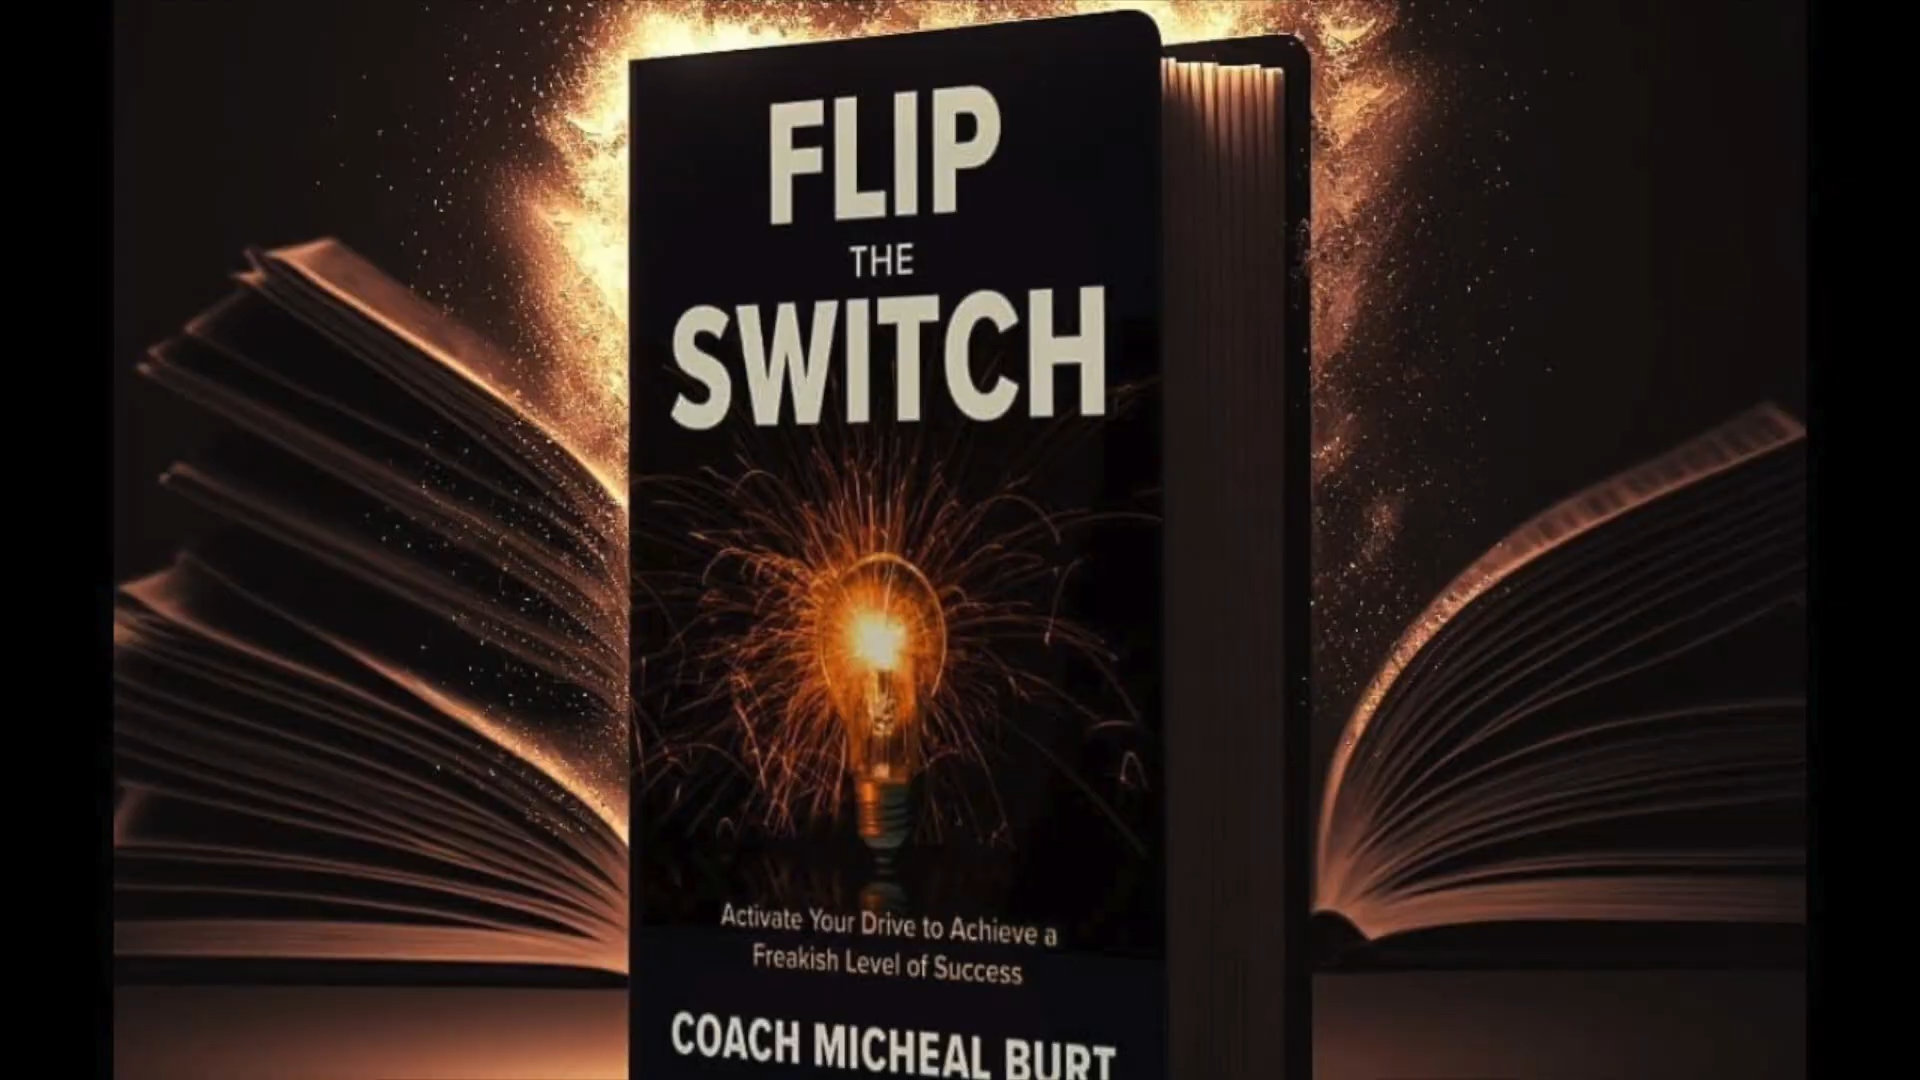 FLIP
THE
SWITCH
Activate Your Drive to Achieve a
Freakish Level of Success
COACH MICHEAL BURT